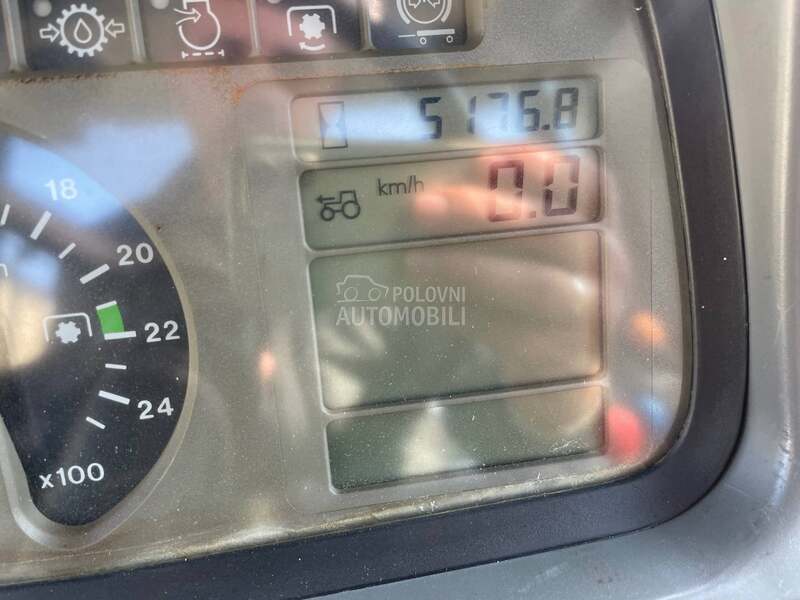 5176.8
km/h 0.0
18
20
22
24
x100
POLOVNI
AUTOMOBILI